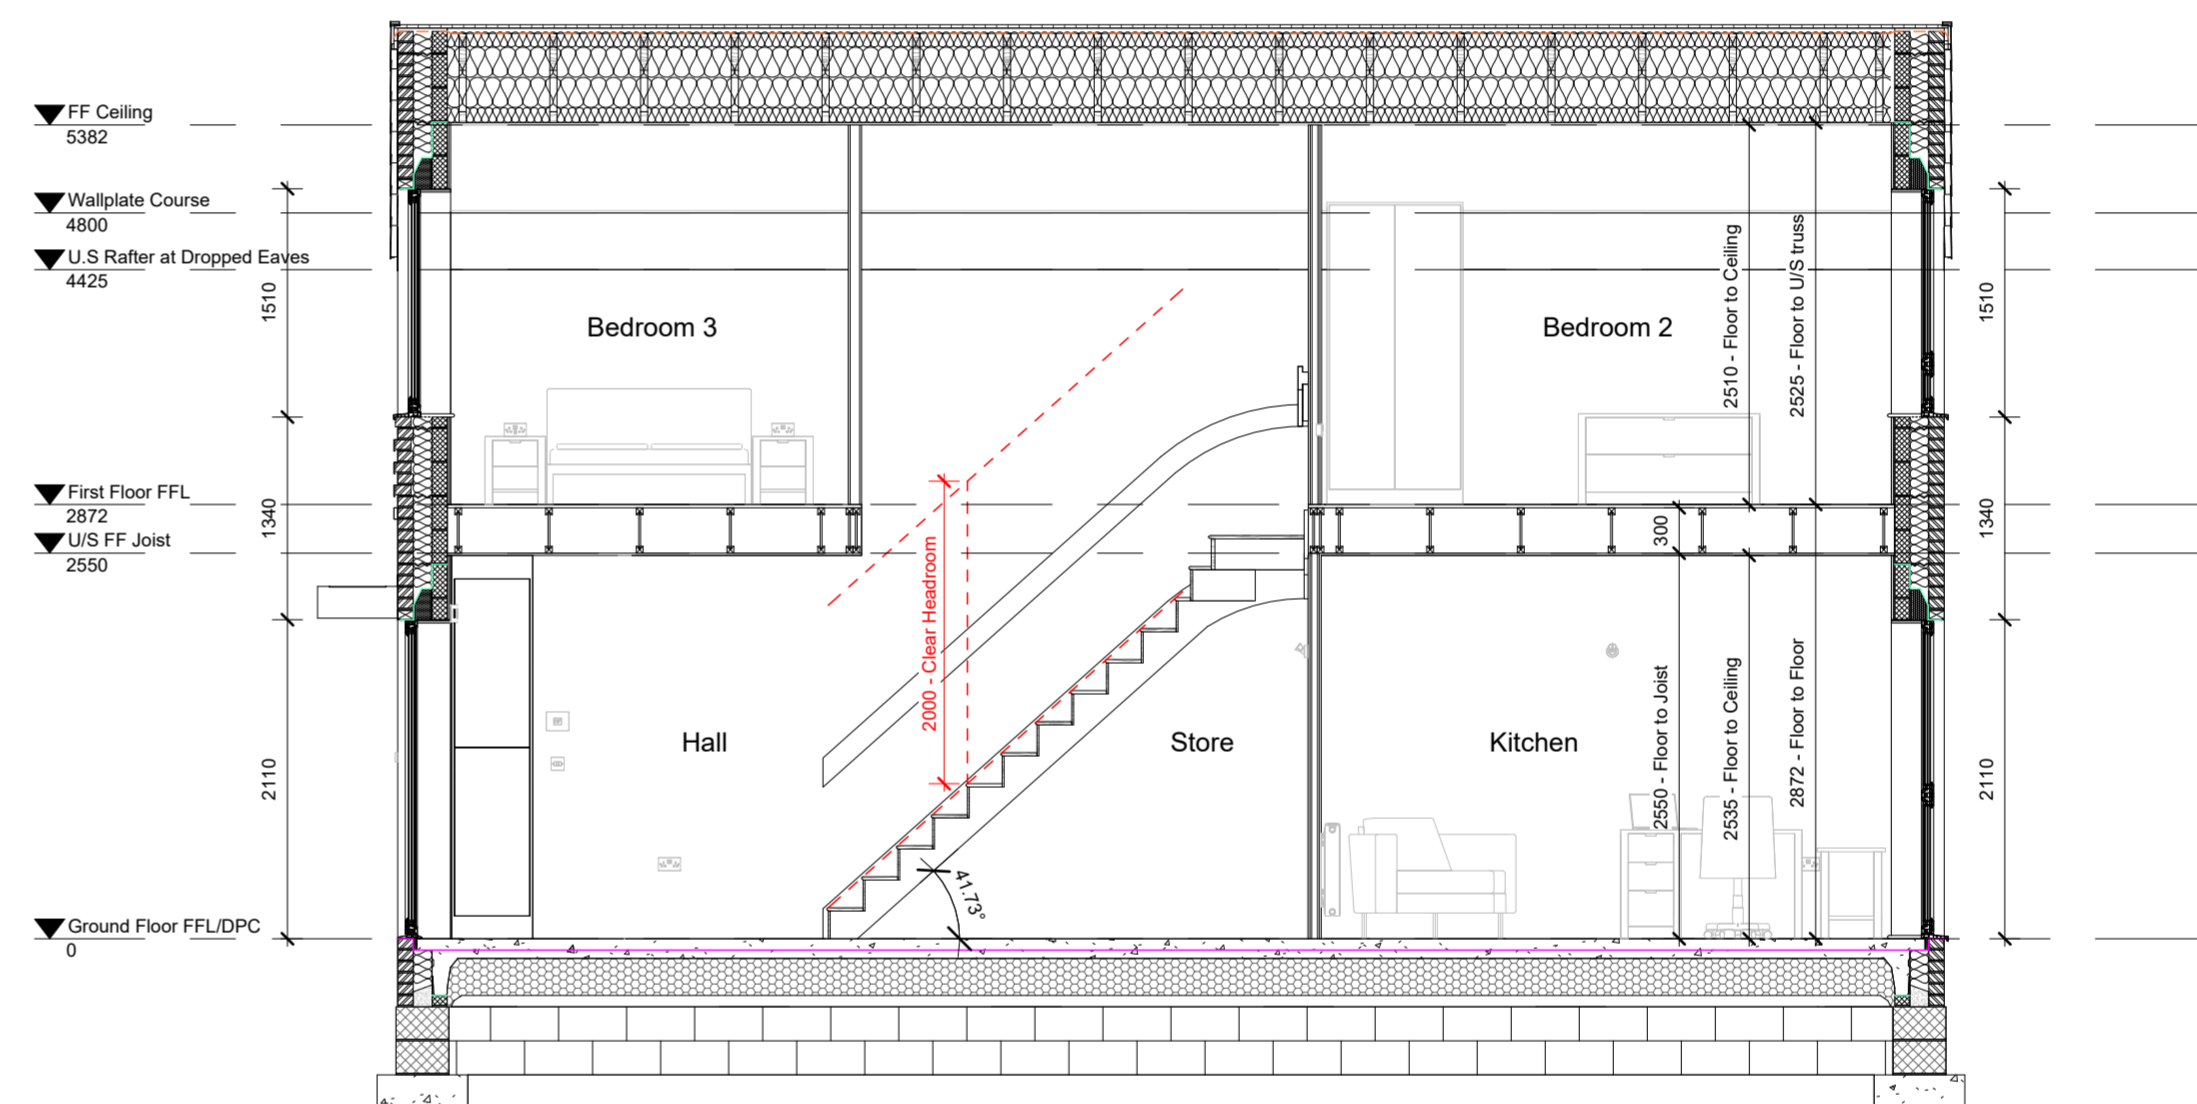 FF Ceiling
5382
Wallplate Course
4800
U.S Rafter at Dropped Eaves
4425
First Floor FFL
2872
U/S FF Joist
2550
Ground Floor FFL/DPC
0
1510
1340
2110
Bedroom 3
Bedroom 2
Hall
Store
Kitchen
2000 - Clear Headroom
41.73°
2510 - Floor to Ceiling
2525 - Floor to U/S truss
300
2550 - Floor to Joist
2535 - Floor to Ceiling
2872 - Floor to Floor
1510
1340
2110